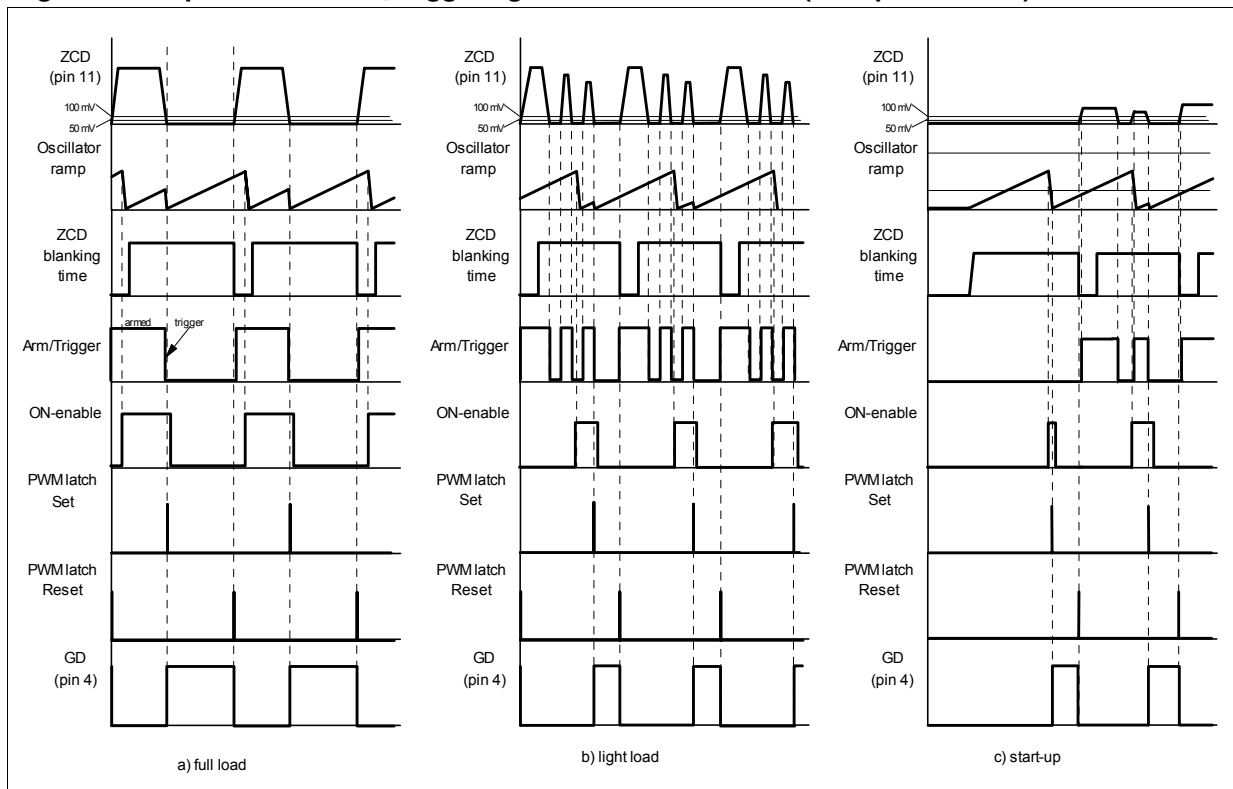 ZCD
(pin 11)
100 mV
50 mV
Oscillator
ramp
ZCD
blanking
time
Arm/Trigger
armed
trigger
ON-enable
PWM latch
Set
PWM latch
Reset
GD
(pin 4)
a) full load
ZCD
(pin 11)
100 mV
50 mV
Oscillator
ramp
ZCD
blanking
time
Arm/Trigger
ON-enable
PWM latch
Set
PWM latch
Reset
GD
(pin 4)
b) light load
ZCD
(pin 11)
100 mV
50 mV
Oscillator
ramp
ZCD
blanking
time
Arm/Trigger
ON-enable
PWM latch
Set
PWM latch
Reset
GD
(pin 4)
c) start-up